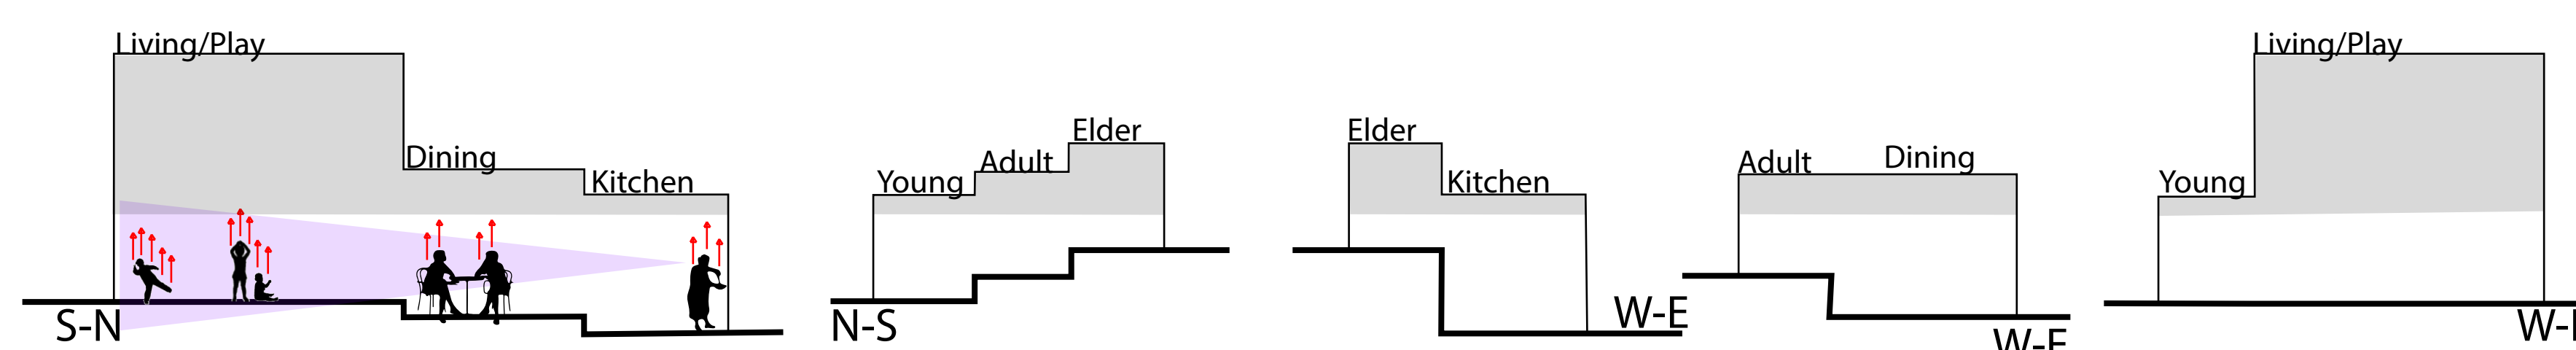 Living/Play
Dining
Kitchen
S-N
Young
Adult
Elder
N-S
Elder
Kitchen
W-E
Adult
Dining
W-E
Young
Living/Play
W-